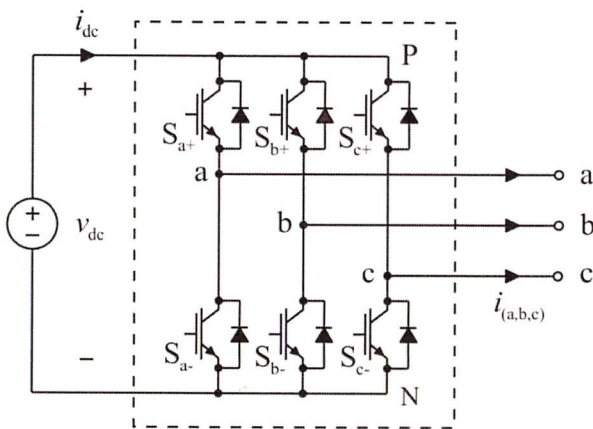 i_dc
+
P
S_a+ S_b+ S_c+
a
a
+
−
v_dc
b
b
c
c
i_(a,b,c)
−
S_a- S_b- S_c-
N